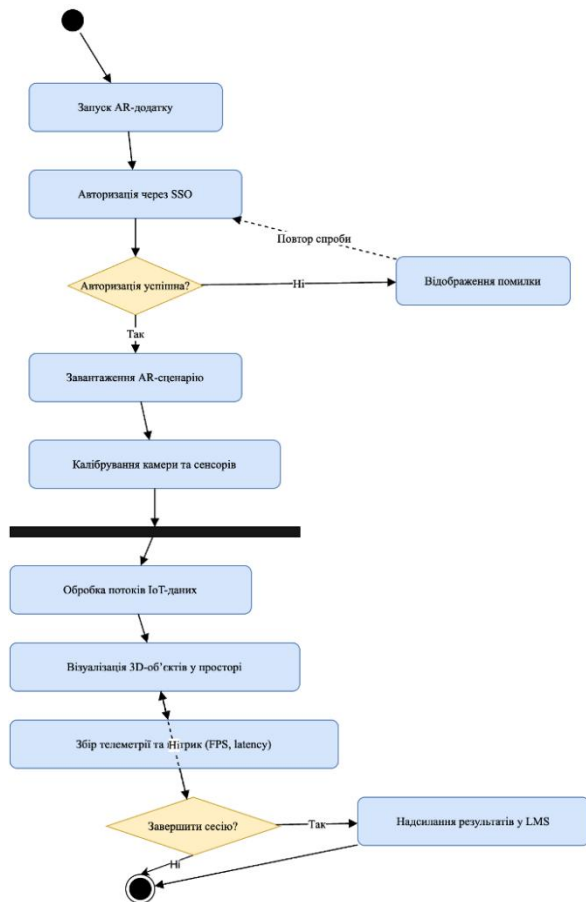 Запуск AR-додатку
Авторизація через SSO
Повтор спроби
Авторизація успішна?
Ні
Відображення помилки
Так
Завантаження AR-сценарію
Калібрування камери та сенсорів
Обробка потоків IoT-даних
Візуалізація 3D-об’єктів у просторі
Збір телеметрії та метрик (FPS, latency)
Ні
Завершити сесію?
Так
Надсилання результатів у LMS
Ні